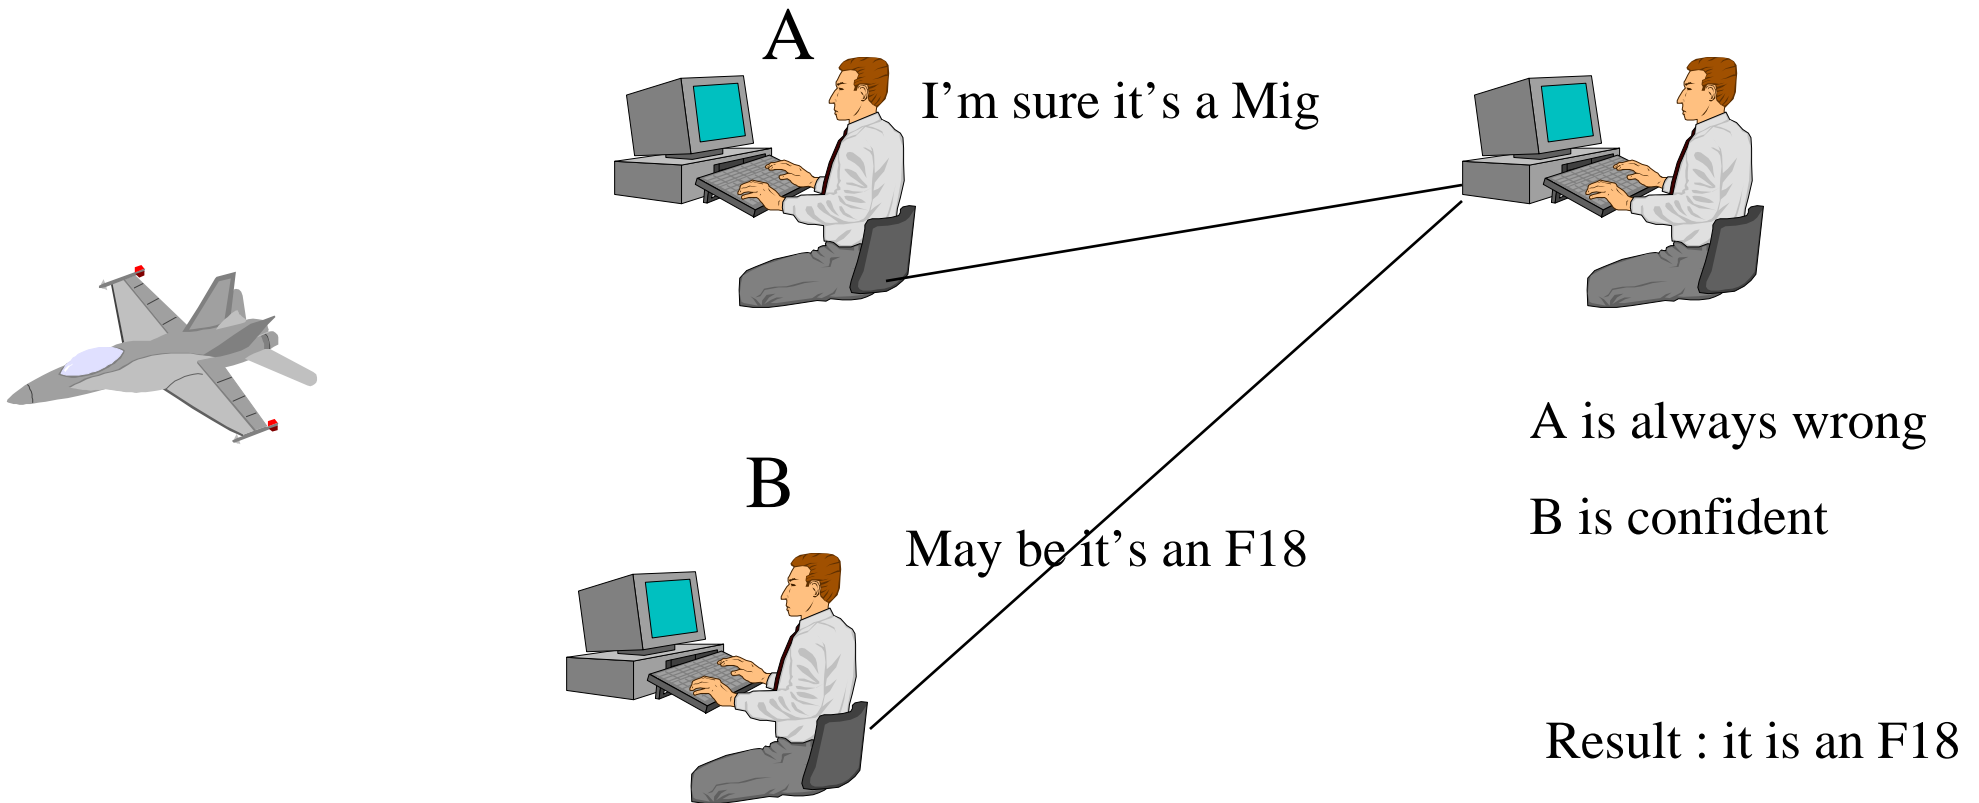 A
I’m sure it’s a Mig
A is always wrong
B
B is confident
May be it’s an F18
Result : it is an F18